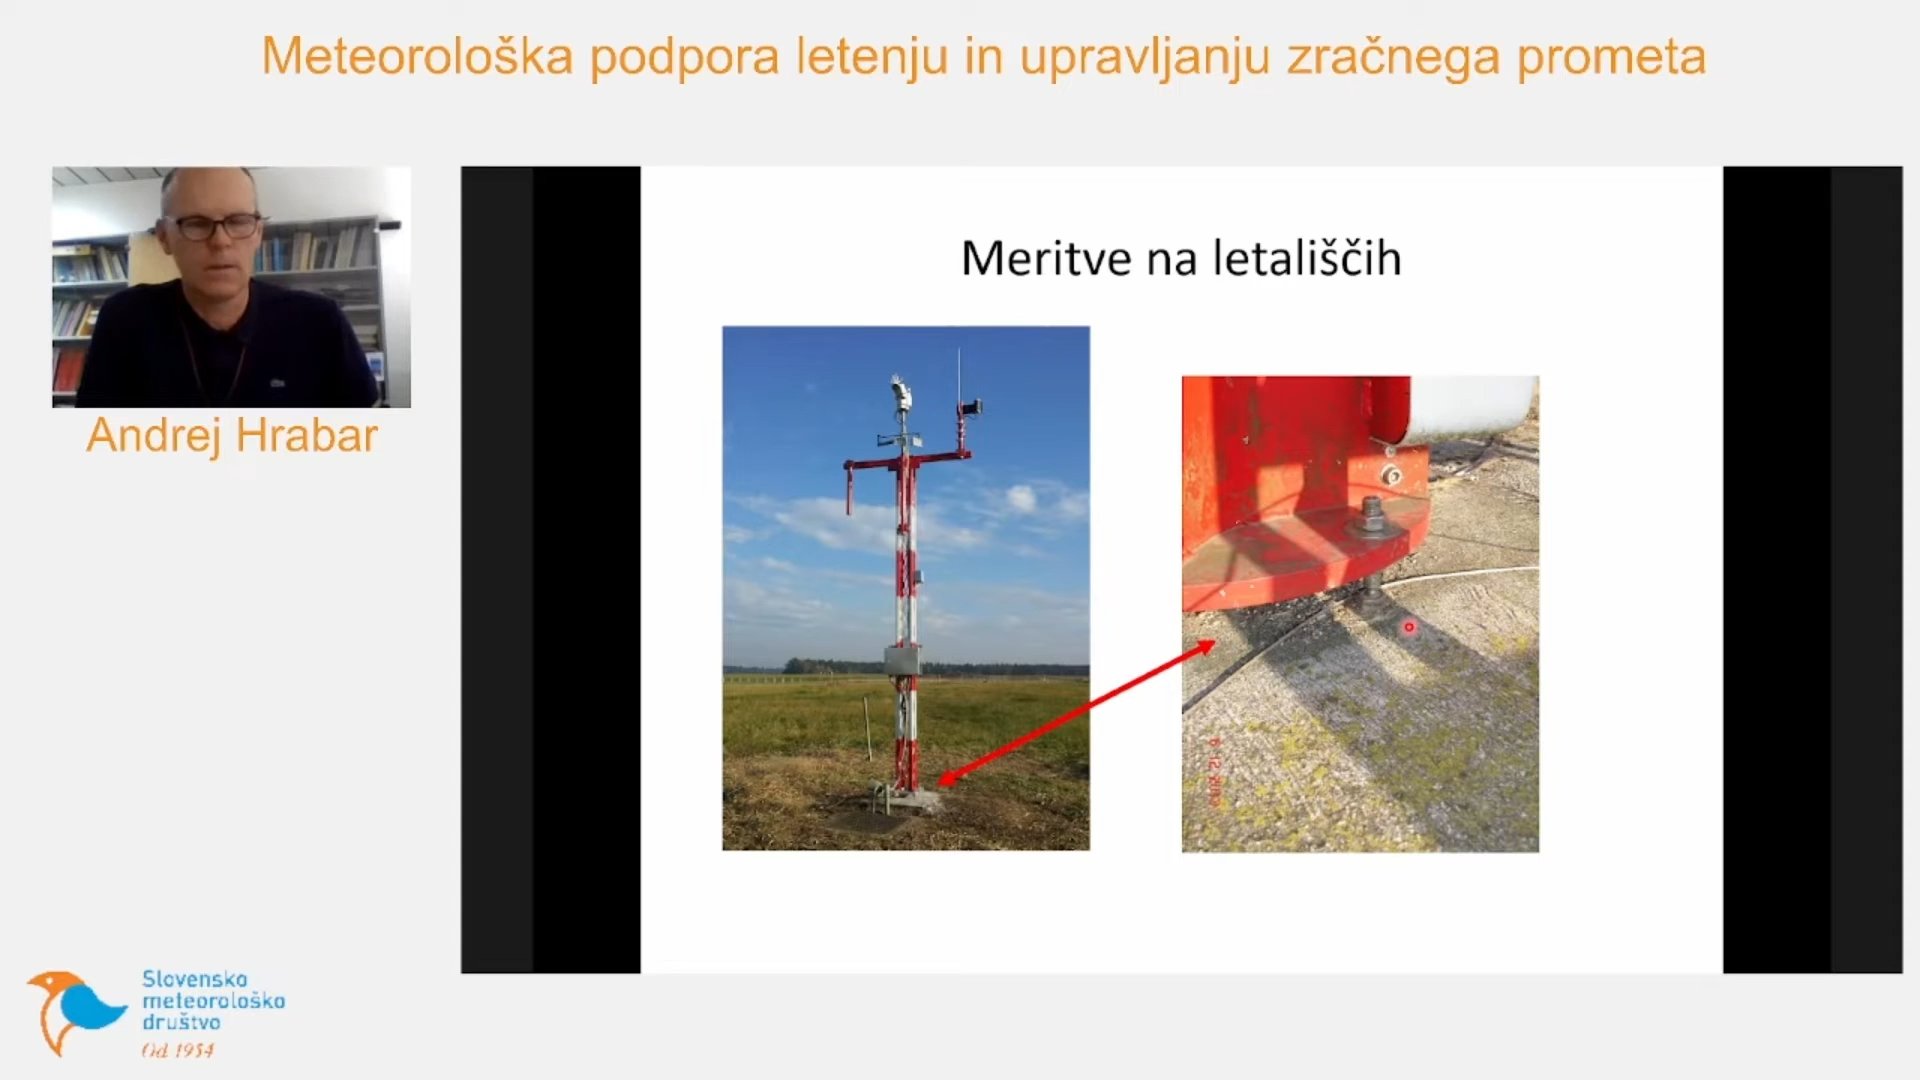 Meteorološka podpora letenju in upravljanju zračnega prometa
Meritve na letališčih
Andrej Hrabar
Slovensko
meteorološko
društvo
Od 1954